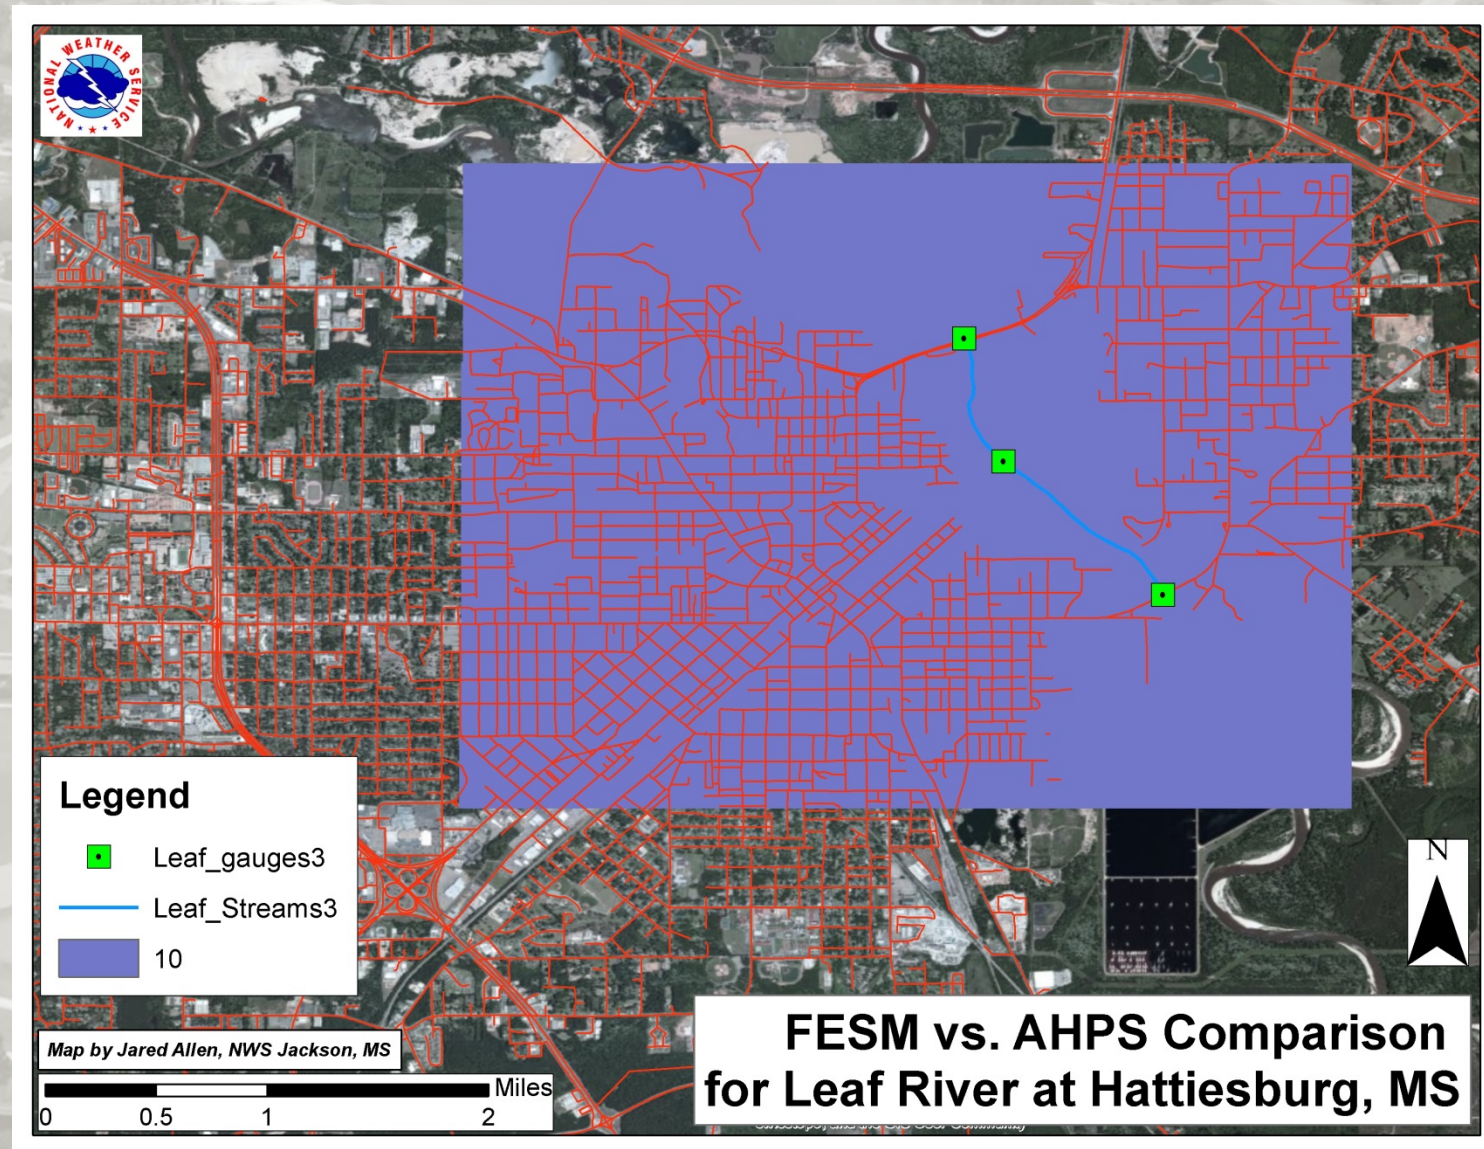 NATIONAL WEATHER SERVICE
Legend
Leaf_gauges3
Leaf_Streams3
10
Map by Jared Allen, NWS Jackson, MS
Miles
0 0.5 1 2
N
FESM vs. AHPS Comparison
for Leaf River at Hattiesburg, MS